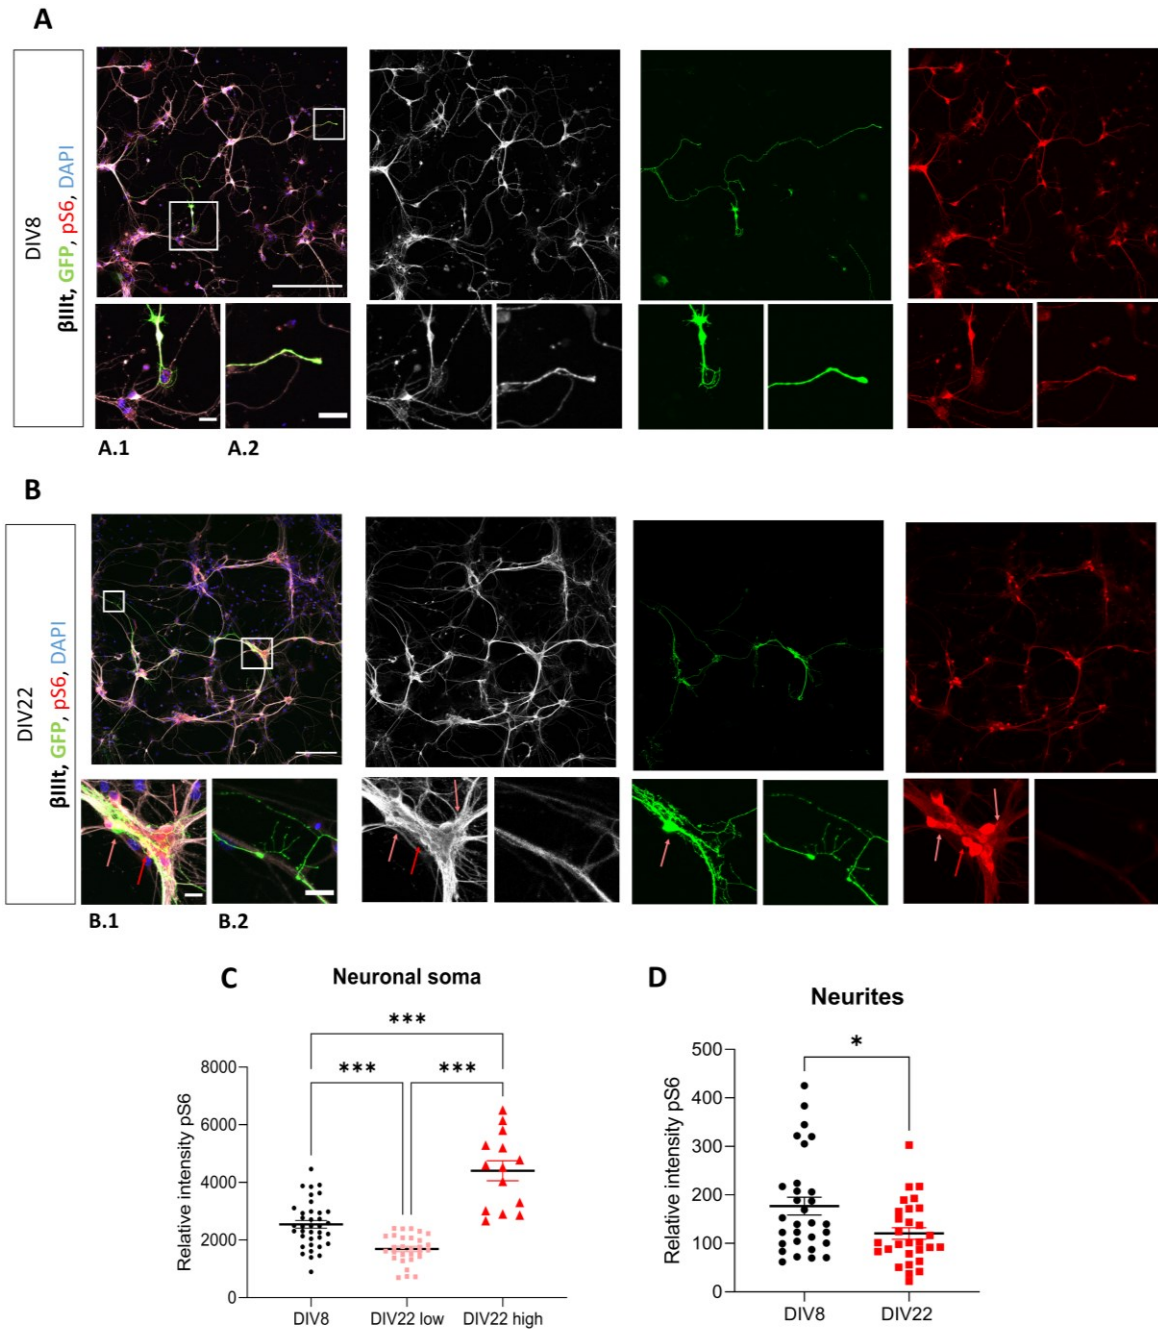 A
DIV8
βIIIt, GFP, pS6, DAPI
A.1
A.2
B
DIV22
βIIIt, GFP, pS6, DAPI
B.1
B.2
C
Neuronal soma
***
***
***
Relative intensity pS6
8000
6000
4000
2000
0
DIV8
DIV22 low
DIV22 high
D
Neurites
*
Relative intensity pS6
500
400
300
200
100
0
DIV8
DIV22